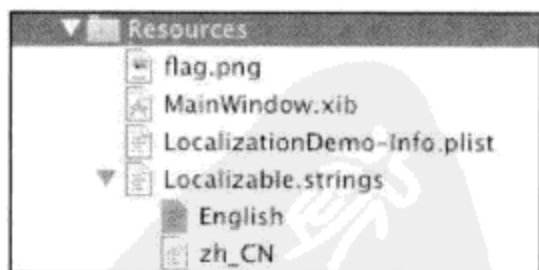 Resources
flag.png
MainWindow.xib
LocalizationDemo-Info.plist
Localizable.strings
English
zh_CN